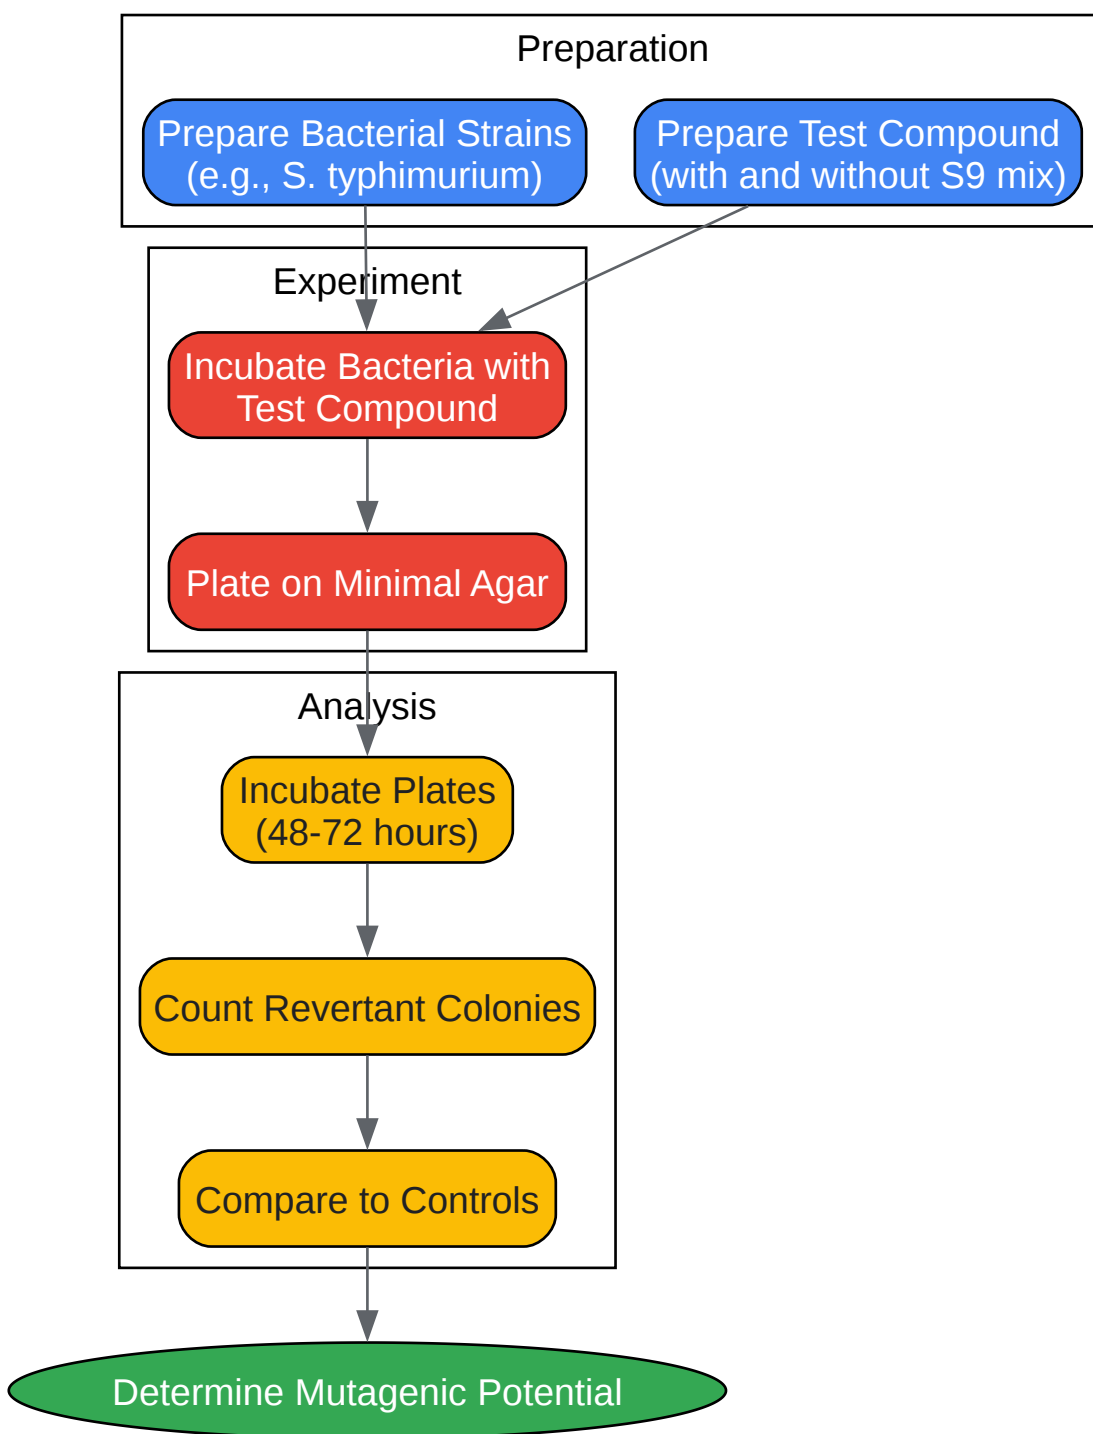 Preparation
Prepare Bacterial Strains
(e.g., S. typhimurium)
Prepare Test Compound
(with and without S9 mix)
Experiment
Incubate Bacteria with
Test Compound
Plate on Minimal Agar
Analysis
Incubate Plates
(48-72 hours)
Count Revertant Colonies
Compare to Controls
Determine Mutagenic Potential